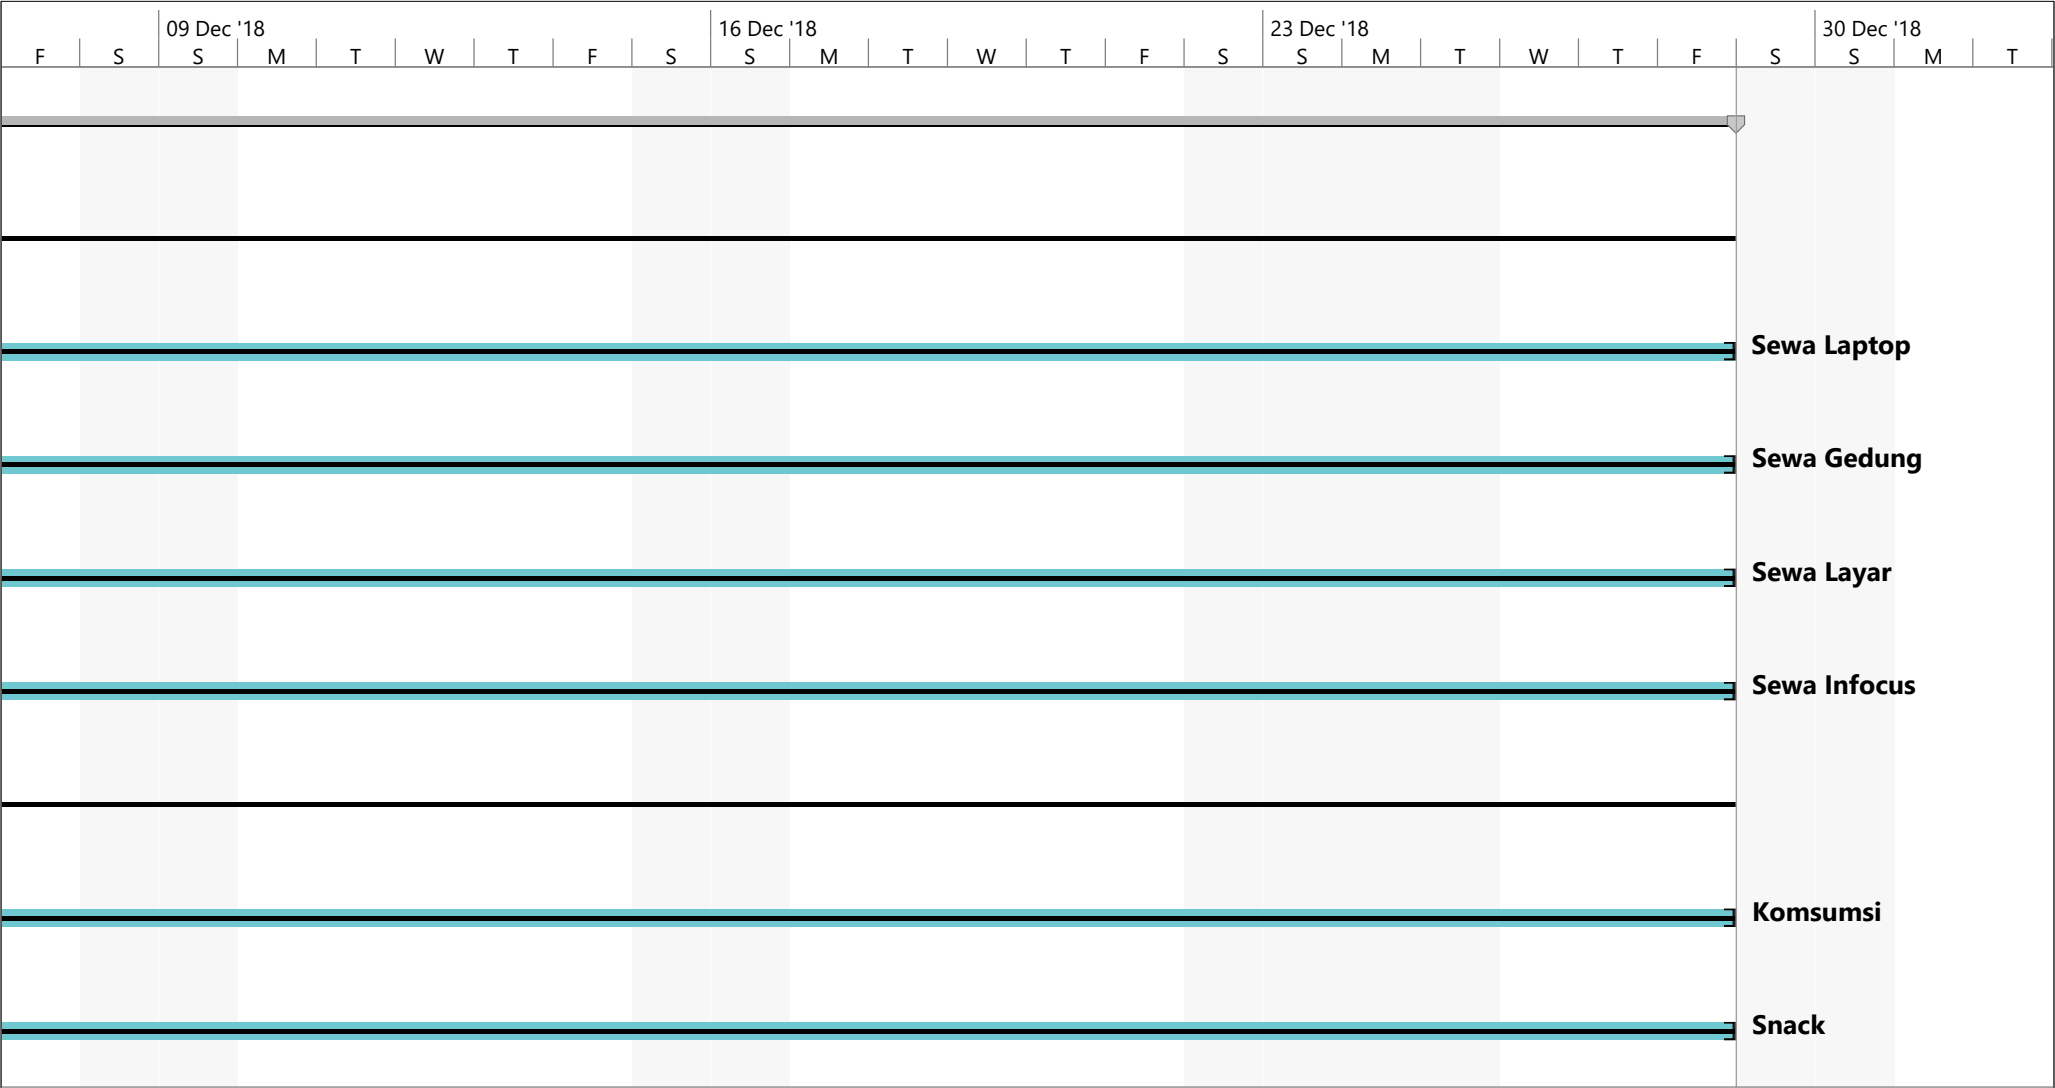 09 Dec '18 16 Dec '18 23 Dec '18 30 Dec '18
F S S M T W T F S S M T W T F S S M T W T F S S M T
Sewa Laptop
Sewa Gedung
Sewa Layar
Sewa Infocus
Komsumsi
Snack